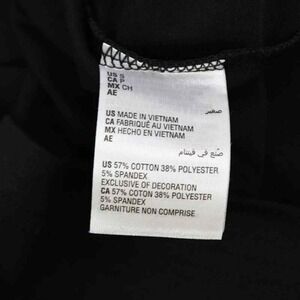 US S
CA P
MX CH
AE
صغير
US MADE IN VIETNAM
CA FABRIQUÉ AU VIETNAM
MX HECHO EN VIETNAM
AE
صنع في فيتنام
US 57% COTTON 38% POLYESTER
5% SPANDEX
EXCLUSIVE OF DECORATION
CA 57% COTON 38% POLYESTER
5% SPANDEX
GARNITURE NON COMPRISE